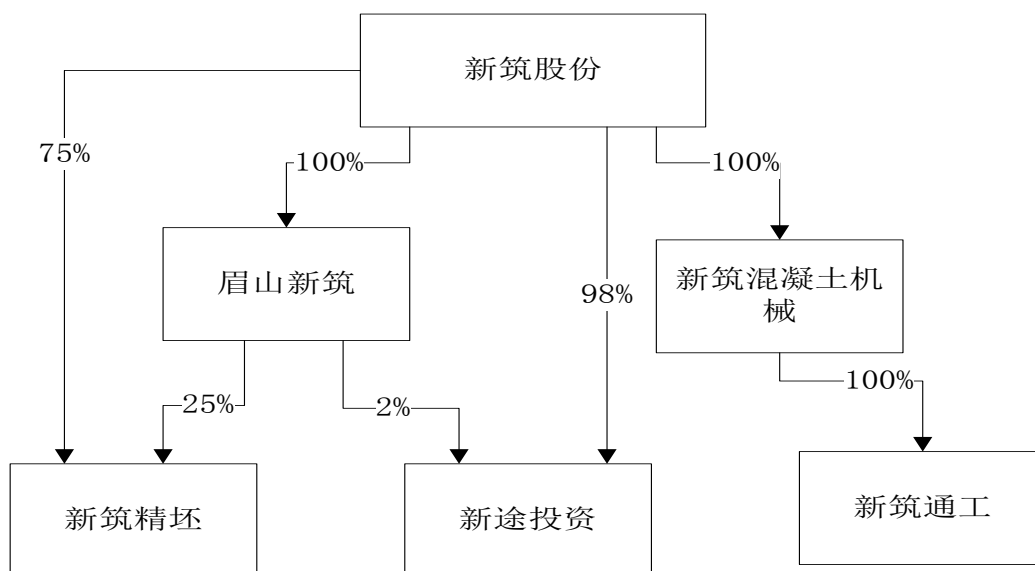 新筑股份
75%
100%
100%
眉山新筑
98%
新筑混凝土机
械
25%
2%
100%
新筑精坯
新途投资
新筑通工